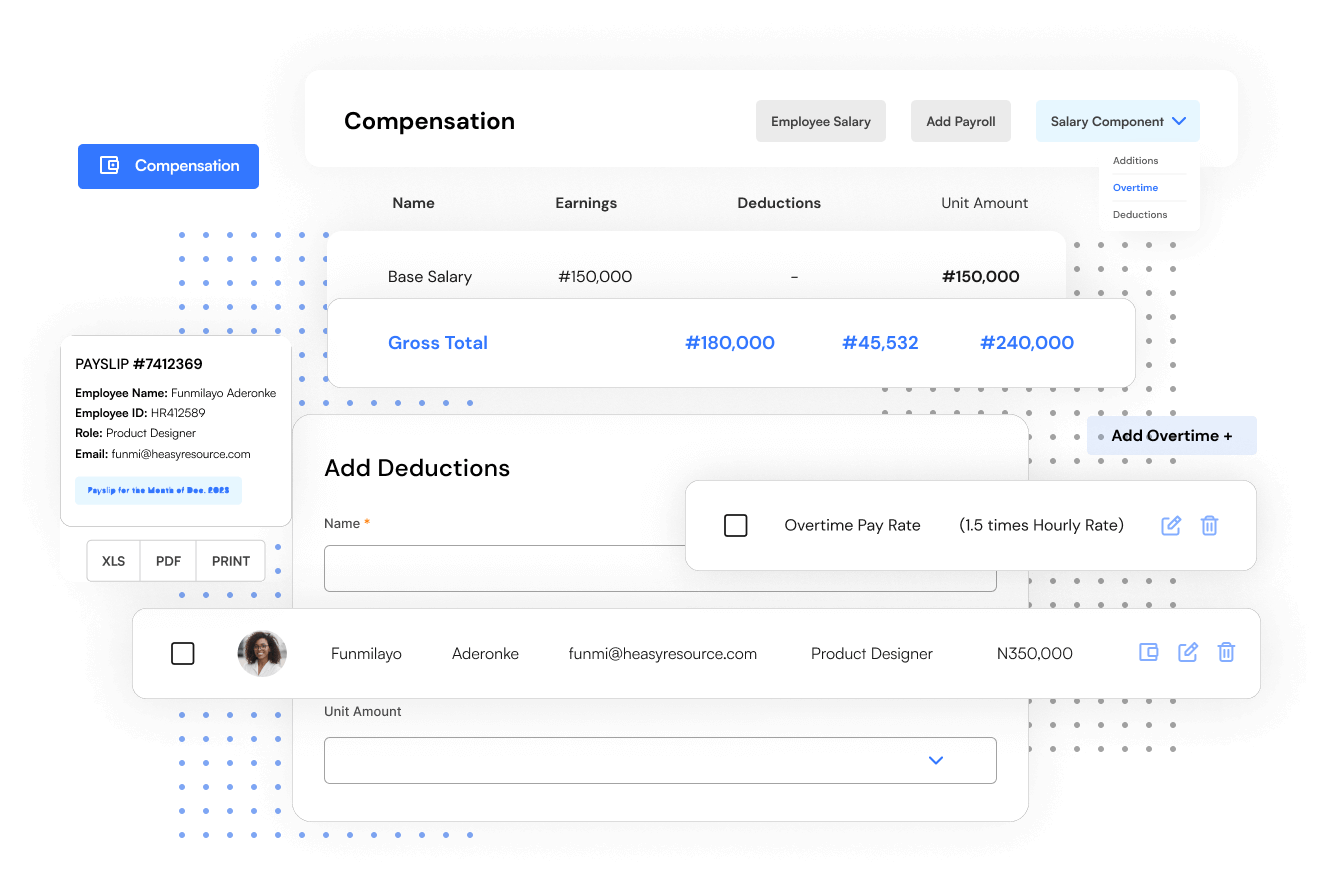 Compensation
Employee Salary
Add Payroll
Salary Component
Compensation
Additions
Overtime
Deductions
Name Earnings Deductions Unit Amount
Base Salary #150,000 - #150,000
Gross Total #180,000 #45,532 #240,000
PAYSLIP #7412369
Employee Name: Funmilayo Aderonke
Employee ID: HR412589
Role: Product Designer
Email: funmi@heasyresource.com
Payslip for the Month of Dec. 2023
XLS PDF PRINT
Add Overtime +
Add Deductions
Name *
Overtime Pay Rate (1.5 times Hourly Rate)
Funmilayo Aderonke funmi@heasyresource.com Product Designer N350,000
Unit Amount